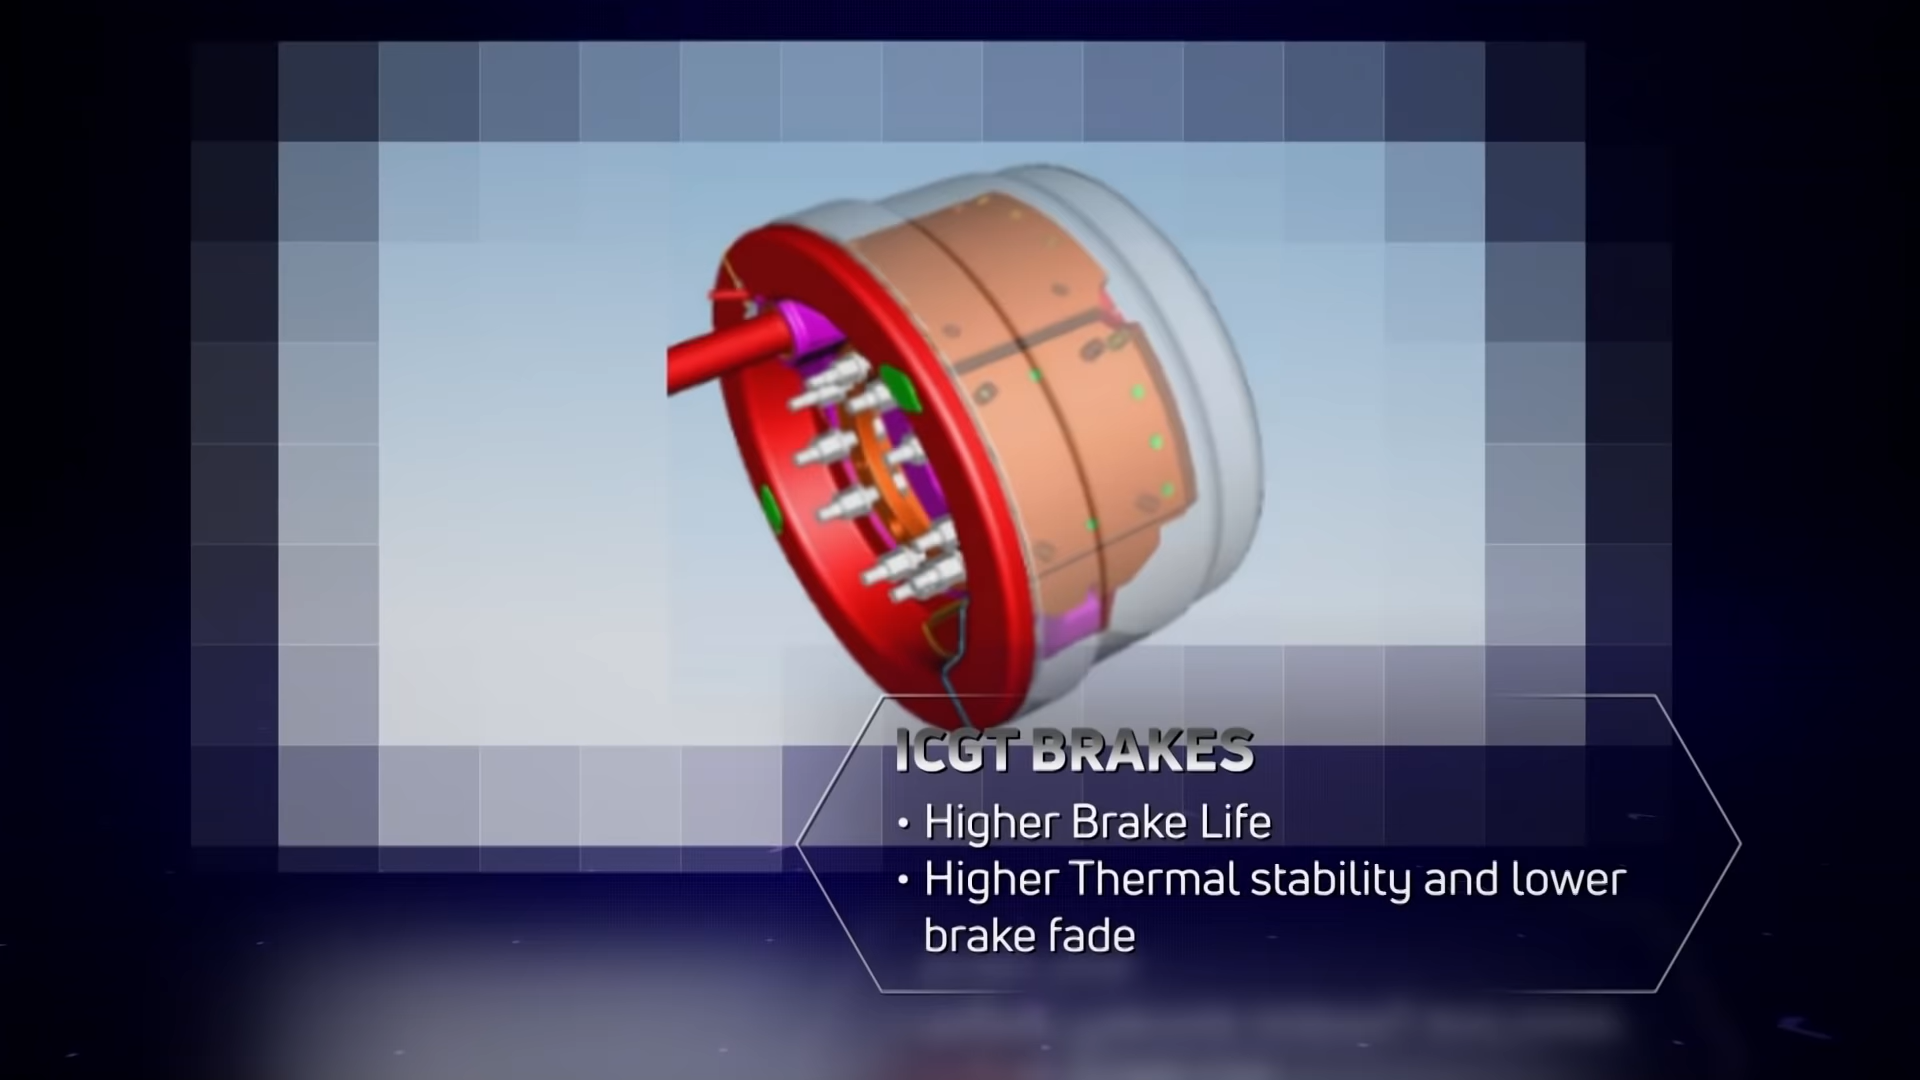 ICGT BRAKES
• Higher Brake Life
• Higher Thermal stability and lower
brake fade